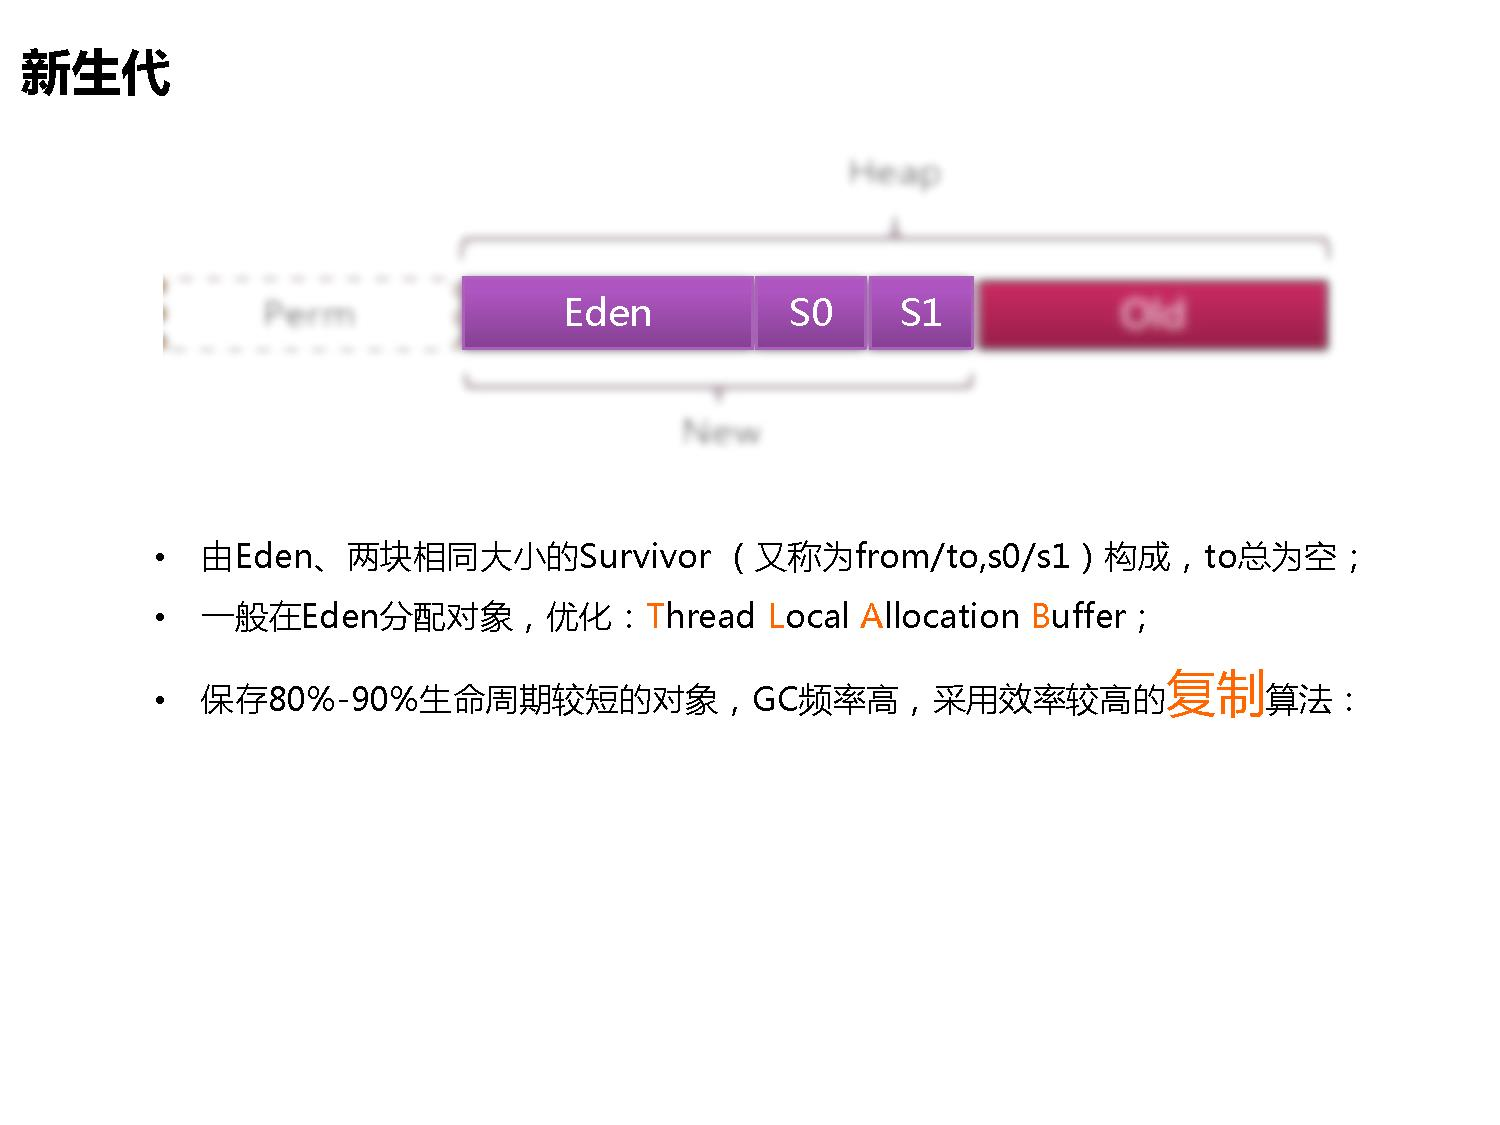 新生代
Heap
Perm Eden S0 S1 Old
New
• 由Eden、两块相同大小的Survivor（又称为from/to,s0/s1）构成，to总为空；
• 一般在Eden分配对象，优化：Thread Local Allocation Buffer；
• 保存80%-90%生命周期较短的对象，GC频率高，采用效率较高的复制算法：